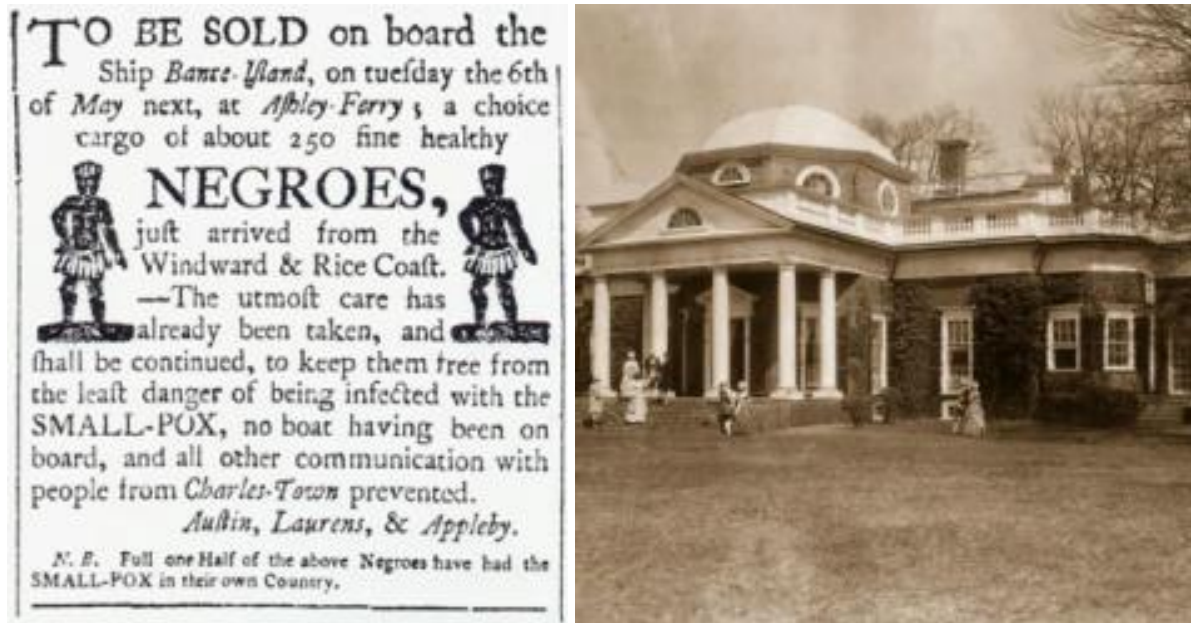 TO BE SOLD on board the
Ship Bance-Iſland, on tueſday the 6th
of May next, at Aſhley-Ferry; a choice
cargo of about 250 fine healthy
NEGROES,
juſt arrived from the
Windward & Rice Coaſt.
—The utmoſt care has
already been taken, and
ſhall be continued, to keep them free from
the leaſt danger of being infected with the
SMALL-POX, no boat having been on
board, and all other communication with
people from Charles-Town prevented.
Auſtin, Laurens, & Appleby.
N. B. Full one Half of the above Negroes have had the
SMALL-POX in their own Country.